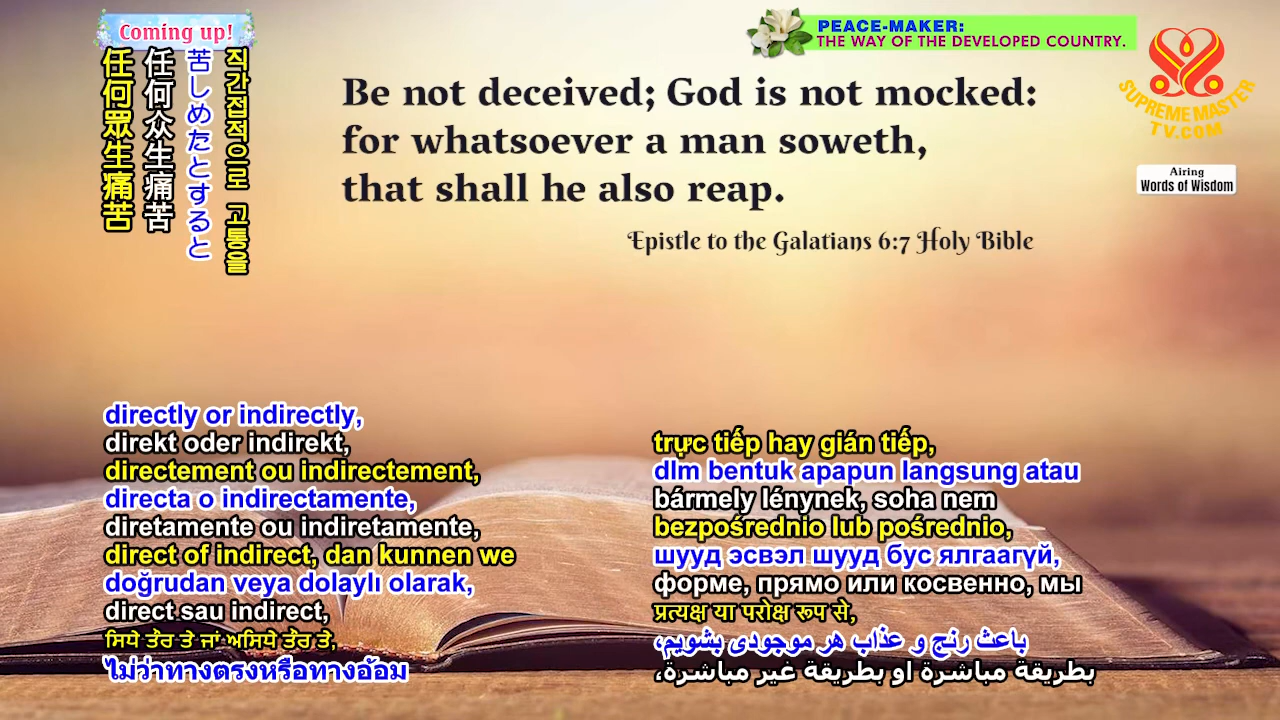 Coming up!
任何眾生痛苦
任何众生痛苦
苦しめたとすると
직간접적으로 고통을
PEACE-MAKER:
THE WAY OF THE DEVELOPED COUNTRY.
SUPREME MASTER
TV.COM
Airing
Words of Wisdom
Be not deceived; God is not mocked:
for whatsoever a man soweth,
that shall he also reap.
Epistle to the Galatians 6:7 Holy Bible
directly or indirectly,
direkt oder indirekt,
directement ou indirectement,
directa o indirectamente,
diretamente ou indiretamente,
direct of indirect, dan kunnen we
doğrudan veya dolaylı olarak,
direct sau indirect,
ਸਿਧੇ ਤੌਰ ਤੇ ਜਾਂ ਅਸਿਧੇ ਤੌਰ ਤੇ,
ไม่ว่าทางตรงหรือทางอ้อม
trực tiếp hay gián tiếp,
dlm bentuk apapun langsung atau
bármely lénynek, soha nem
bezpośrednio lub pośrednio,
шууд эсвэл шууд бус ялгаагүй,
форме, прямо или косвенно, мы
प्रत्यक्ष या परोक्ष रूप से,
باعث رنج و عذاب هر موجودی بشویم،
بطريقة مباشرة او بطريقة غير مباشرة،